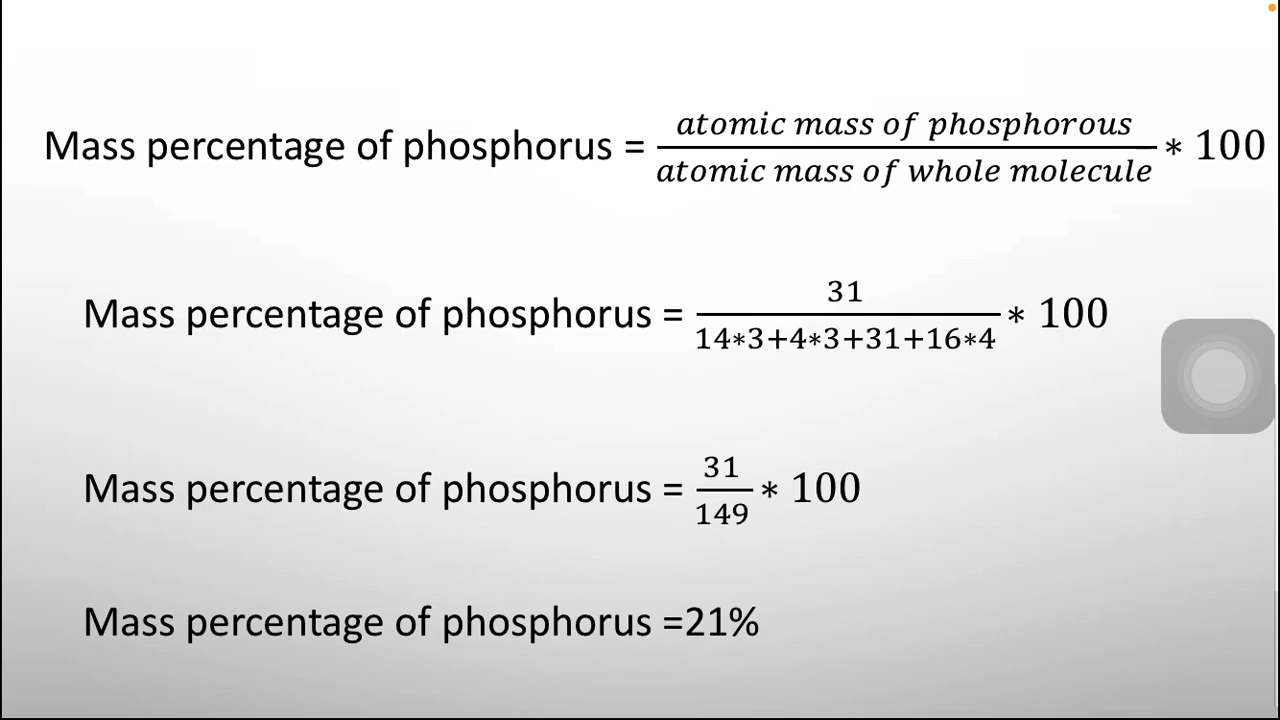 Mass percentage of phosphorus = atomic mass of phosphorous / atomic mass of whole molecule * 100
Mass percentage of phosphorus = 31 / 14*3+4*3+31+16*4 * 100
Mass percentage of phosphorus = 31 / 149 * 100
Mass percentage of phosphorus =21%